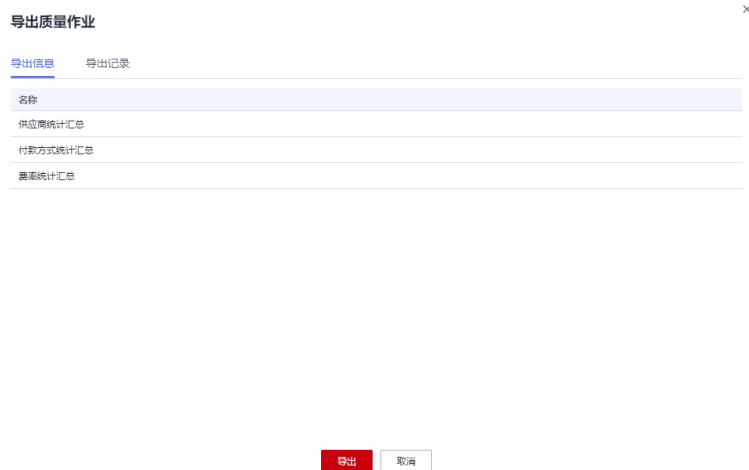 导出质量作业
导出信息 导出记录
名称
供应商统计汇总
付款方式统计汇总
费率统计汇总
导出 取消